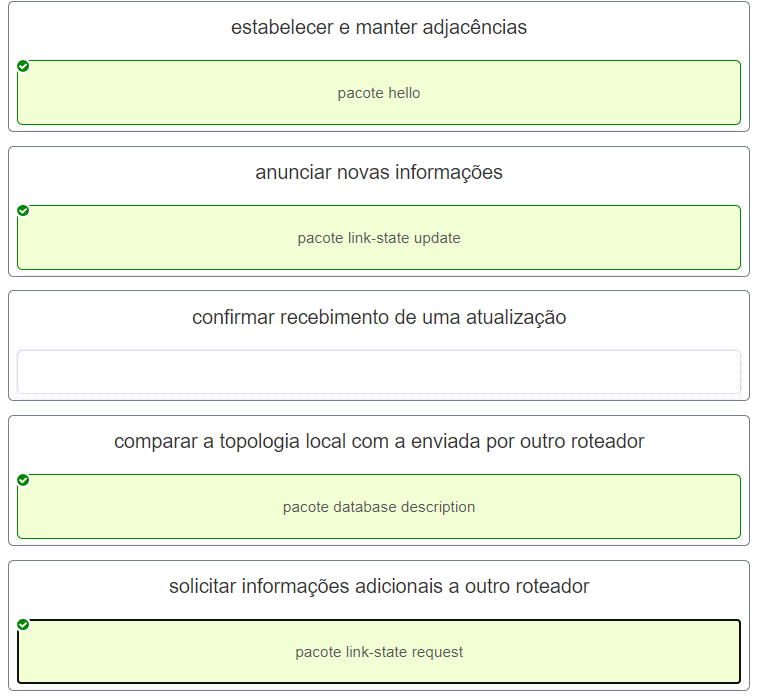 estabelecer e manter adjacências
pacote hello
anunciar novas informações
pacote link-state update
confirmar recebimento de uma atualização
comparar a topologia local com a enviada por outro roteador
pacote database description
solicitar informações adicionais a outro roteador
pacote link-state request